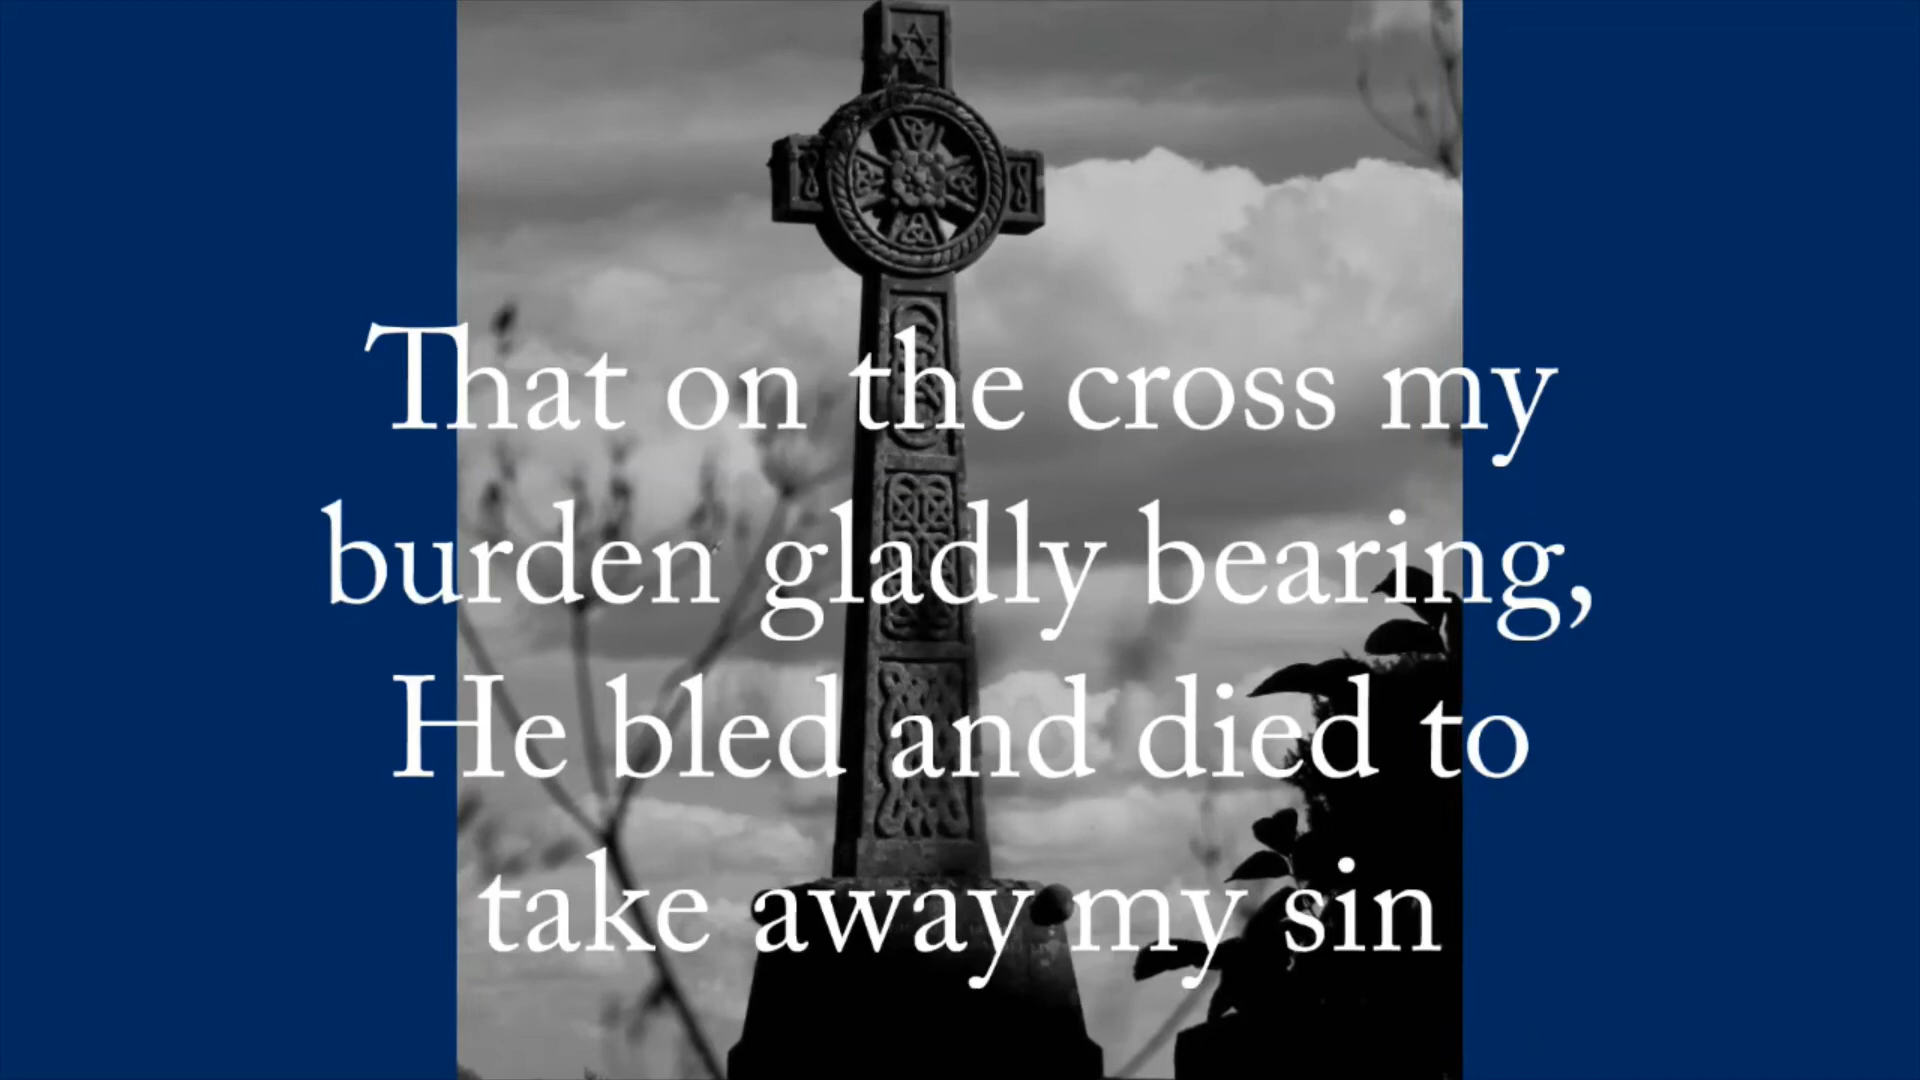 That on the cross my
burden gladly bearing,
He bled and died to
take away my sin